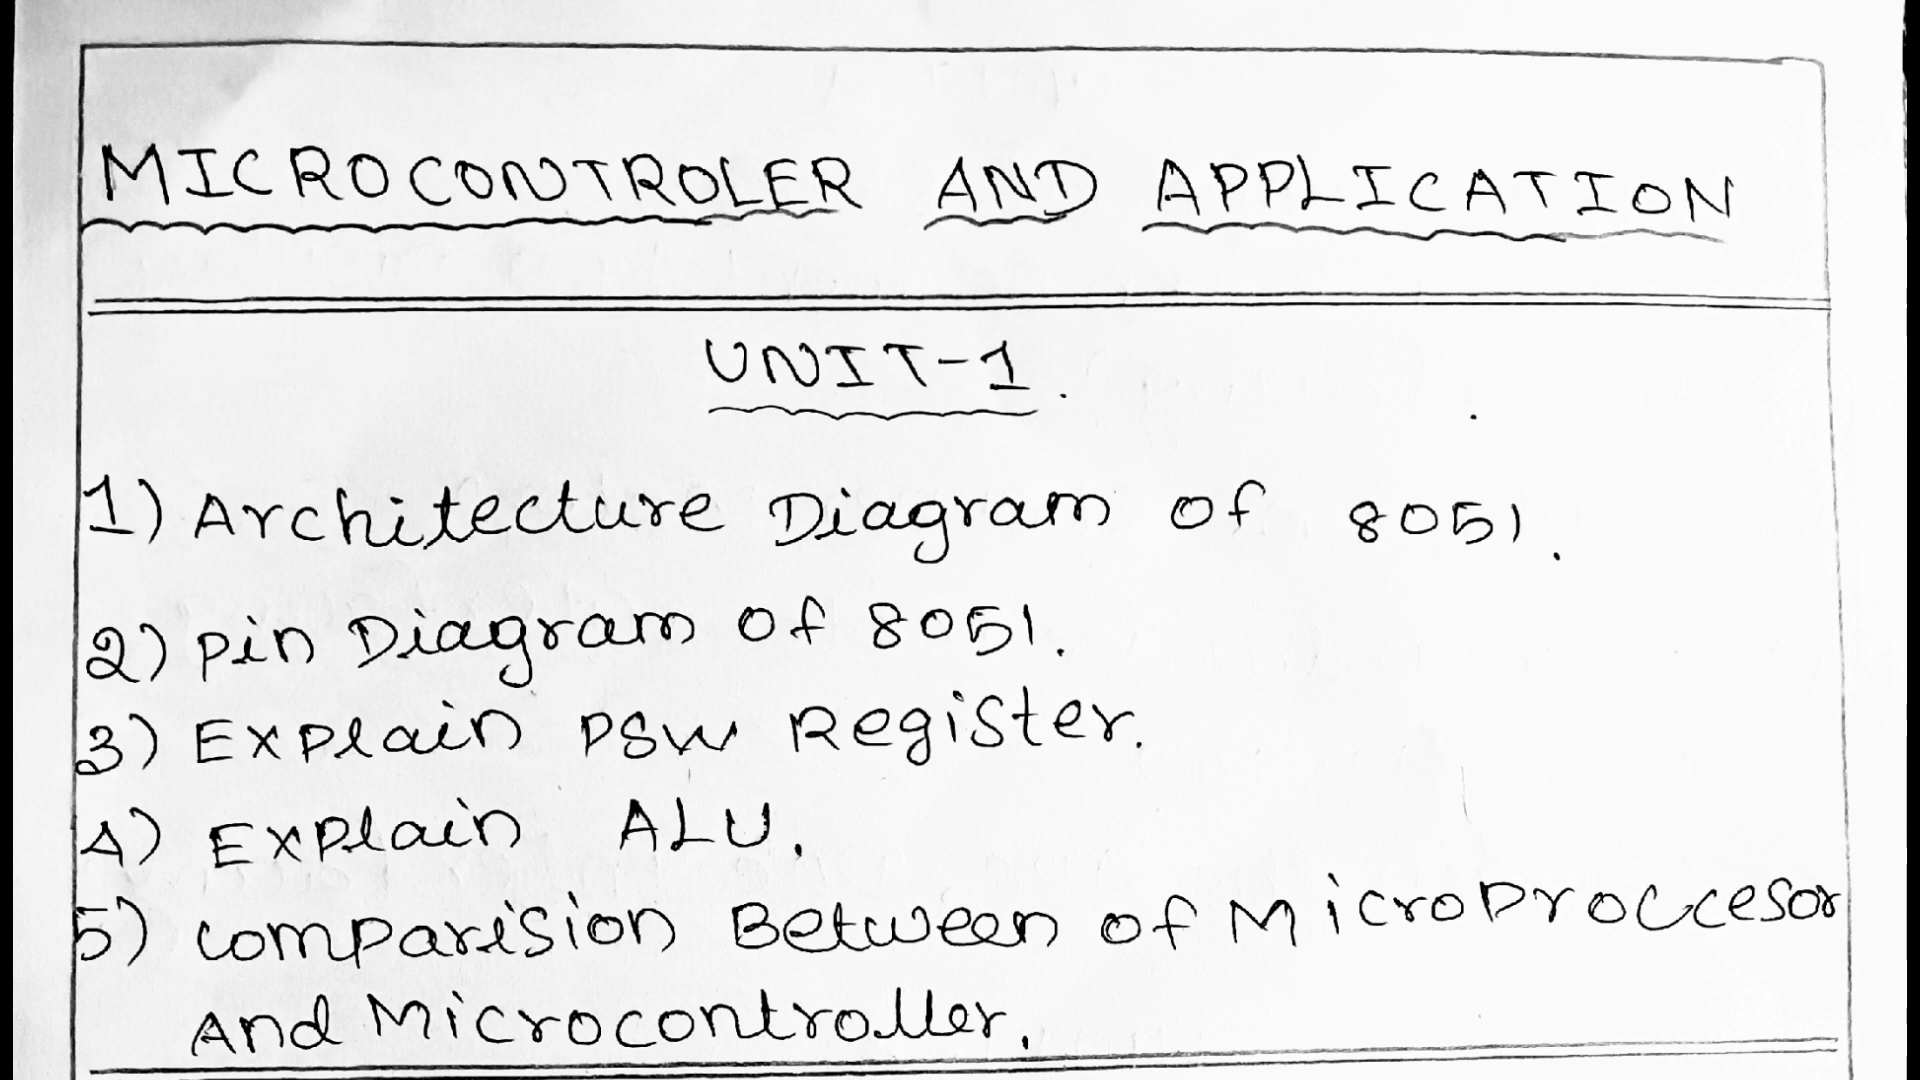 MICROCONTROLER AND APPLICATION
UNIT-1.
1) Architecture Diagram of 8051.
2) Pin Diagram of 8051.
3) Explain PSW Register.
4) Explain ALU.
5) Comparision Between of Microproccesor
And Microcontroller.